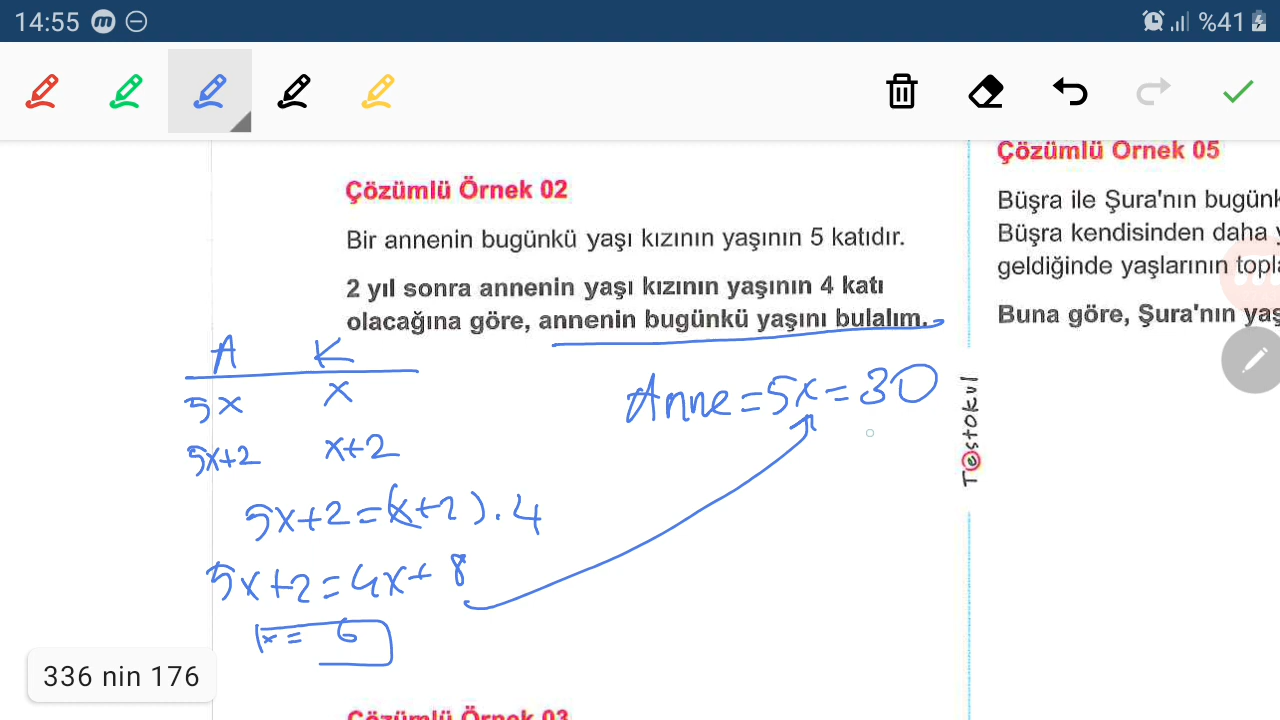 14:55 %41
Çözümlü Örnek 02
Bir annenin bugünkü yaşı kızının yaşının 5 katıdır.
2 yıl sonra annenin yaşı kızının yaşının 4 katı
olacağına göre, annenin bugünkü yaşını bulalım.
A K
5x x
5x+2 x+2
5x+2=(x+2).4
5x+2=4x+8
x= 6
Anne=5x=30
Testokul
Çözümlü Örnek 05
Büşra ile Şura'nın bugünk
Büşra kendisinden daha y
geldiğinde yaşlarının topla
Buna göre, Şura'nın yaş
336 nin 176
Çözümlü Örnek 03